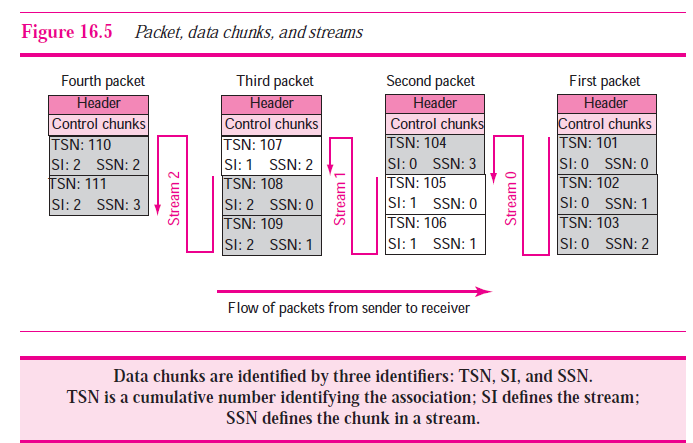 Figure 16.5 Packet, data chunks, and streams
Fourth packet
Header
Control chunks
TSN: 110
SI: 2 SSN: 2
TSN: 111
SI: 2 SSN: 3
Stream 2
Third packet
Header
Control chunks
TSN: 107
SI: 1 SSN: 2
TSN: 108
SI: 2 SSN: 0
TSN: 109
SI: 2 SSN: 1
Stream 1
Second packet
Header
Control chunks
TSN: 104
SI: 0 SSN: 3
TSN: 105
SI: 1 SSN: 0
TSN: 106
SI: 1 SSN: 1
Stream 0
First packet
Header
Control chunks
TSN: 101
SI: 0 SSN: 0
TSN: 102
SI: 0 SSN: 1
TSN: 103
SI: 0 SSN: 2
Flow of packets from sender to receiver
Data chunks are identified by three identifiers: TSN, SI, and SSN.
TSN is a cumulative number identifying the association; SI defines the stream;
SSN defines the chunk in a stream.